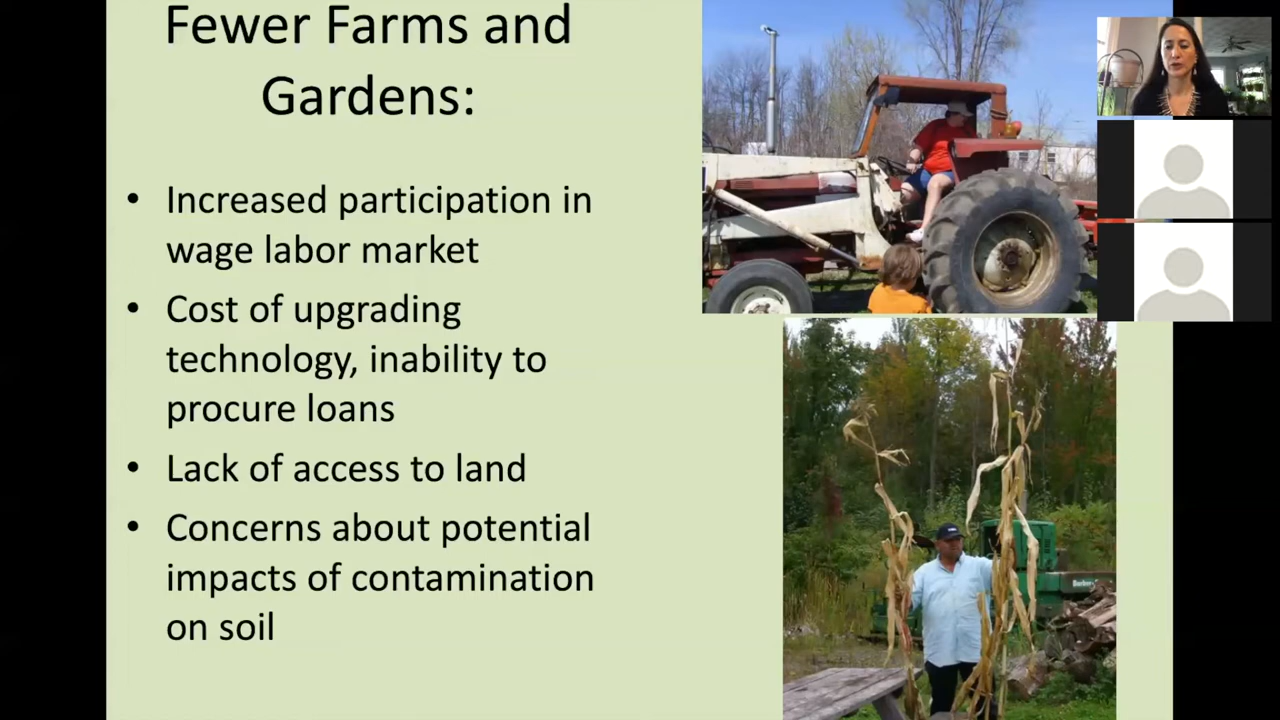 Fewer Farms and
Gardens:
• Increased participation in
wage labor market
• Cost of upgrading
technology, inability to
procure loans
• Lack of access to land
• Concerns about potential
impacts of contamination
on soil